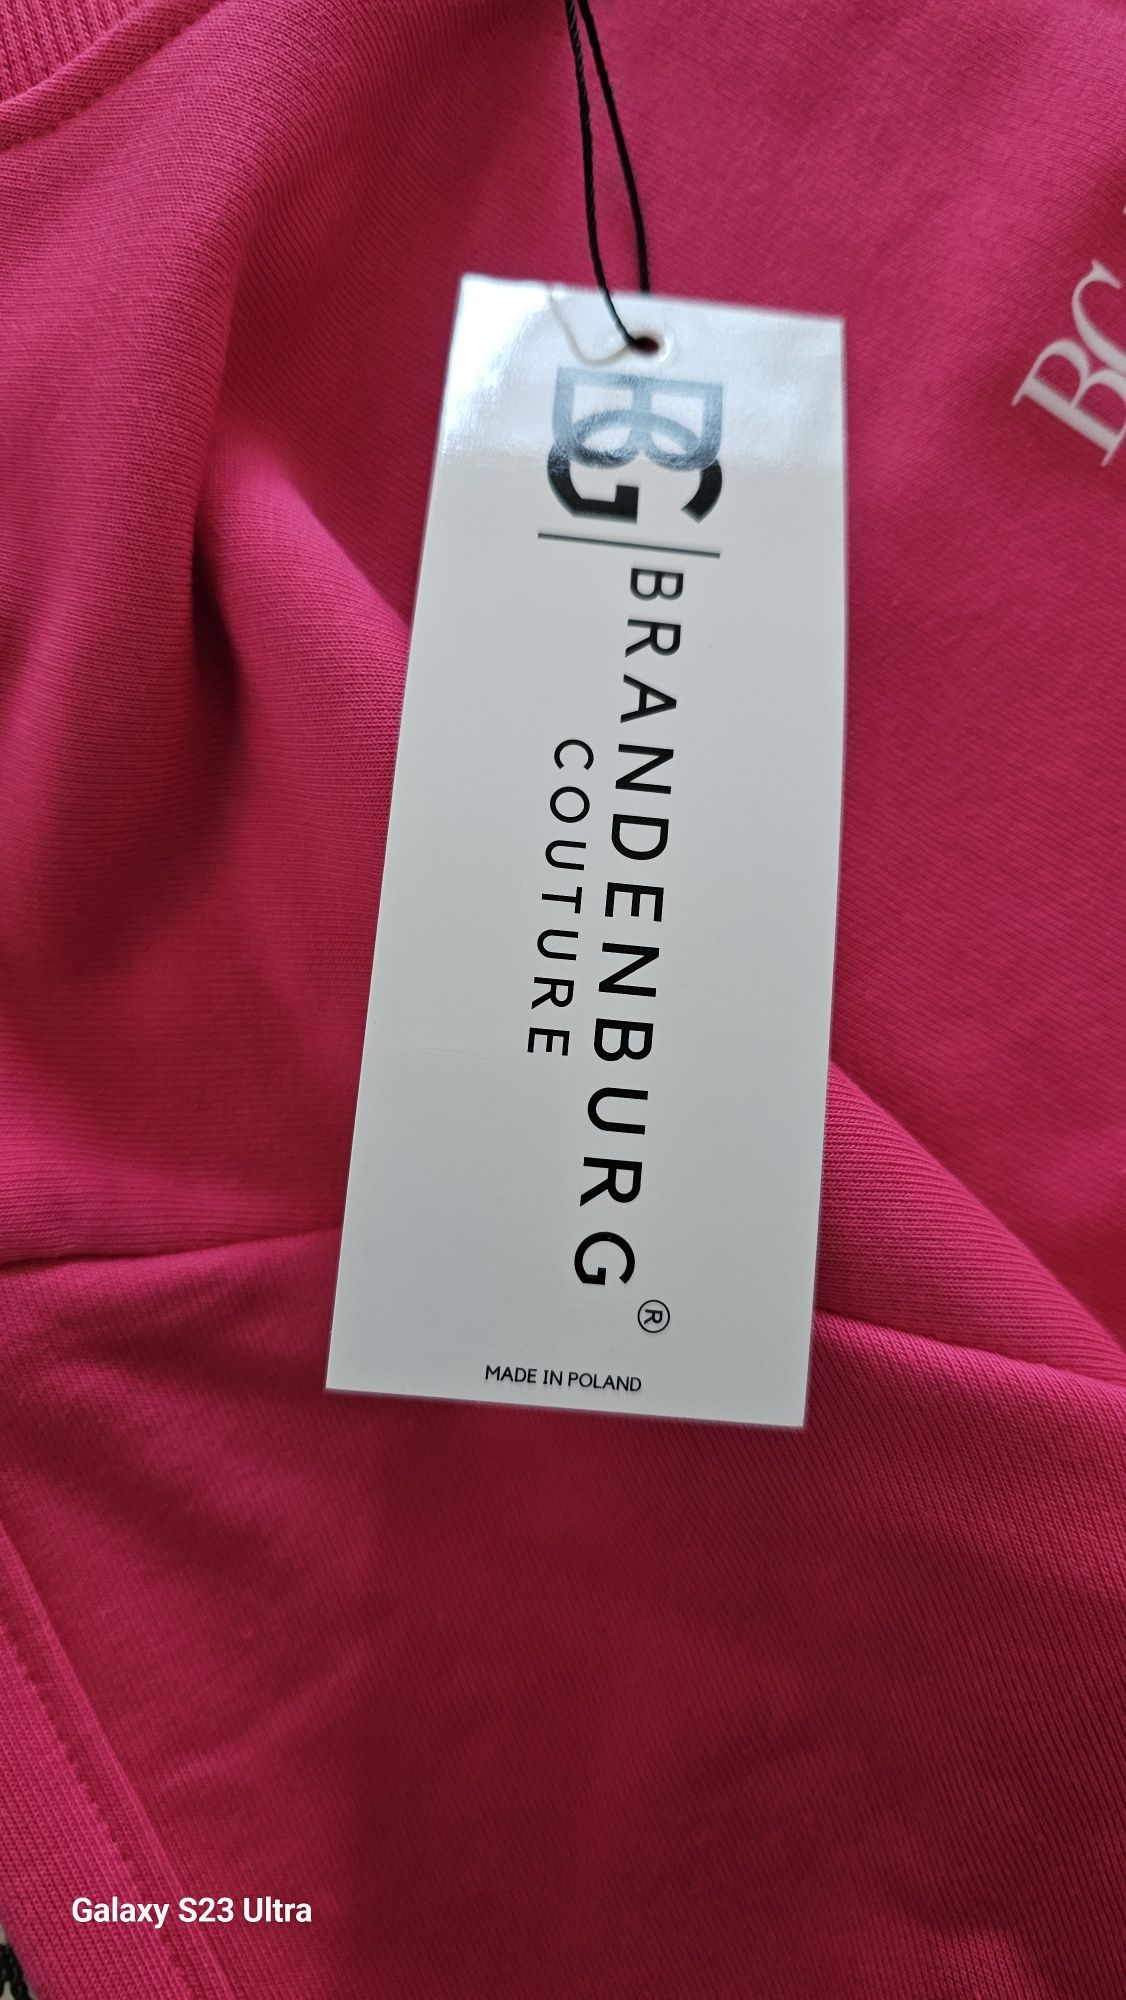 BG
BRANDENBURG®
COUTURE
MADE IN POLAND
Galaxy S23 Ultra